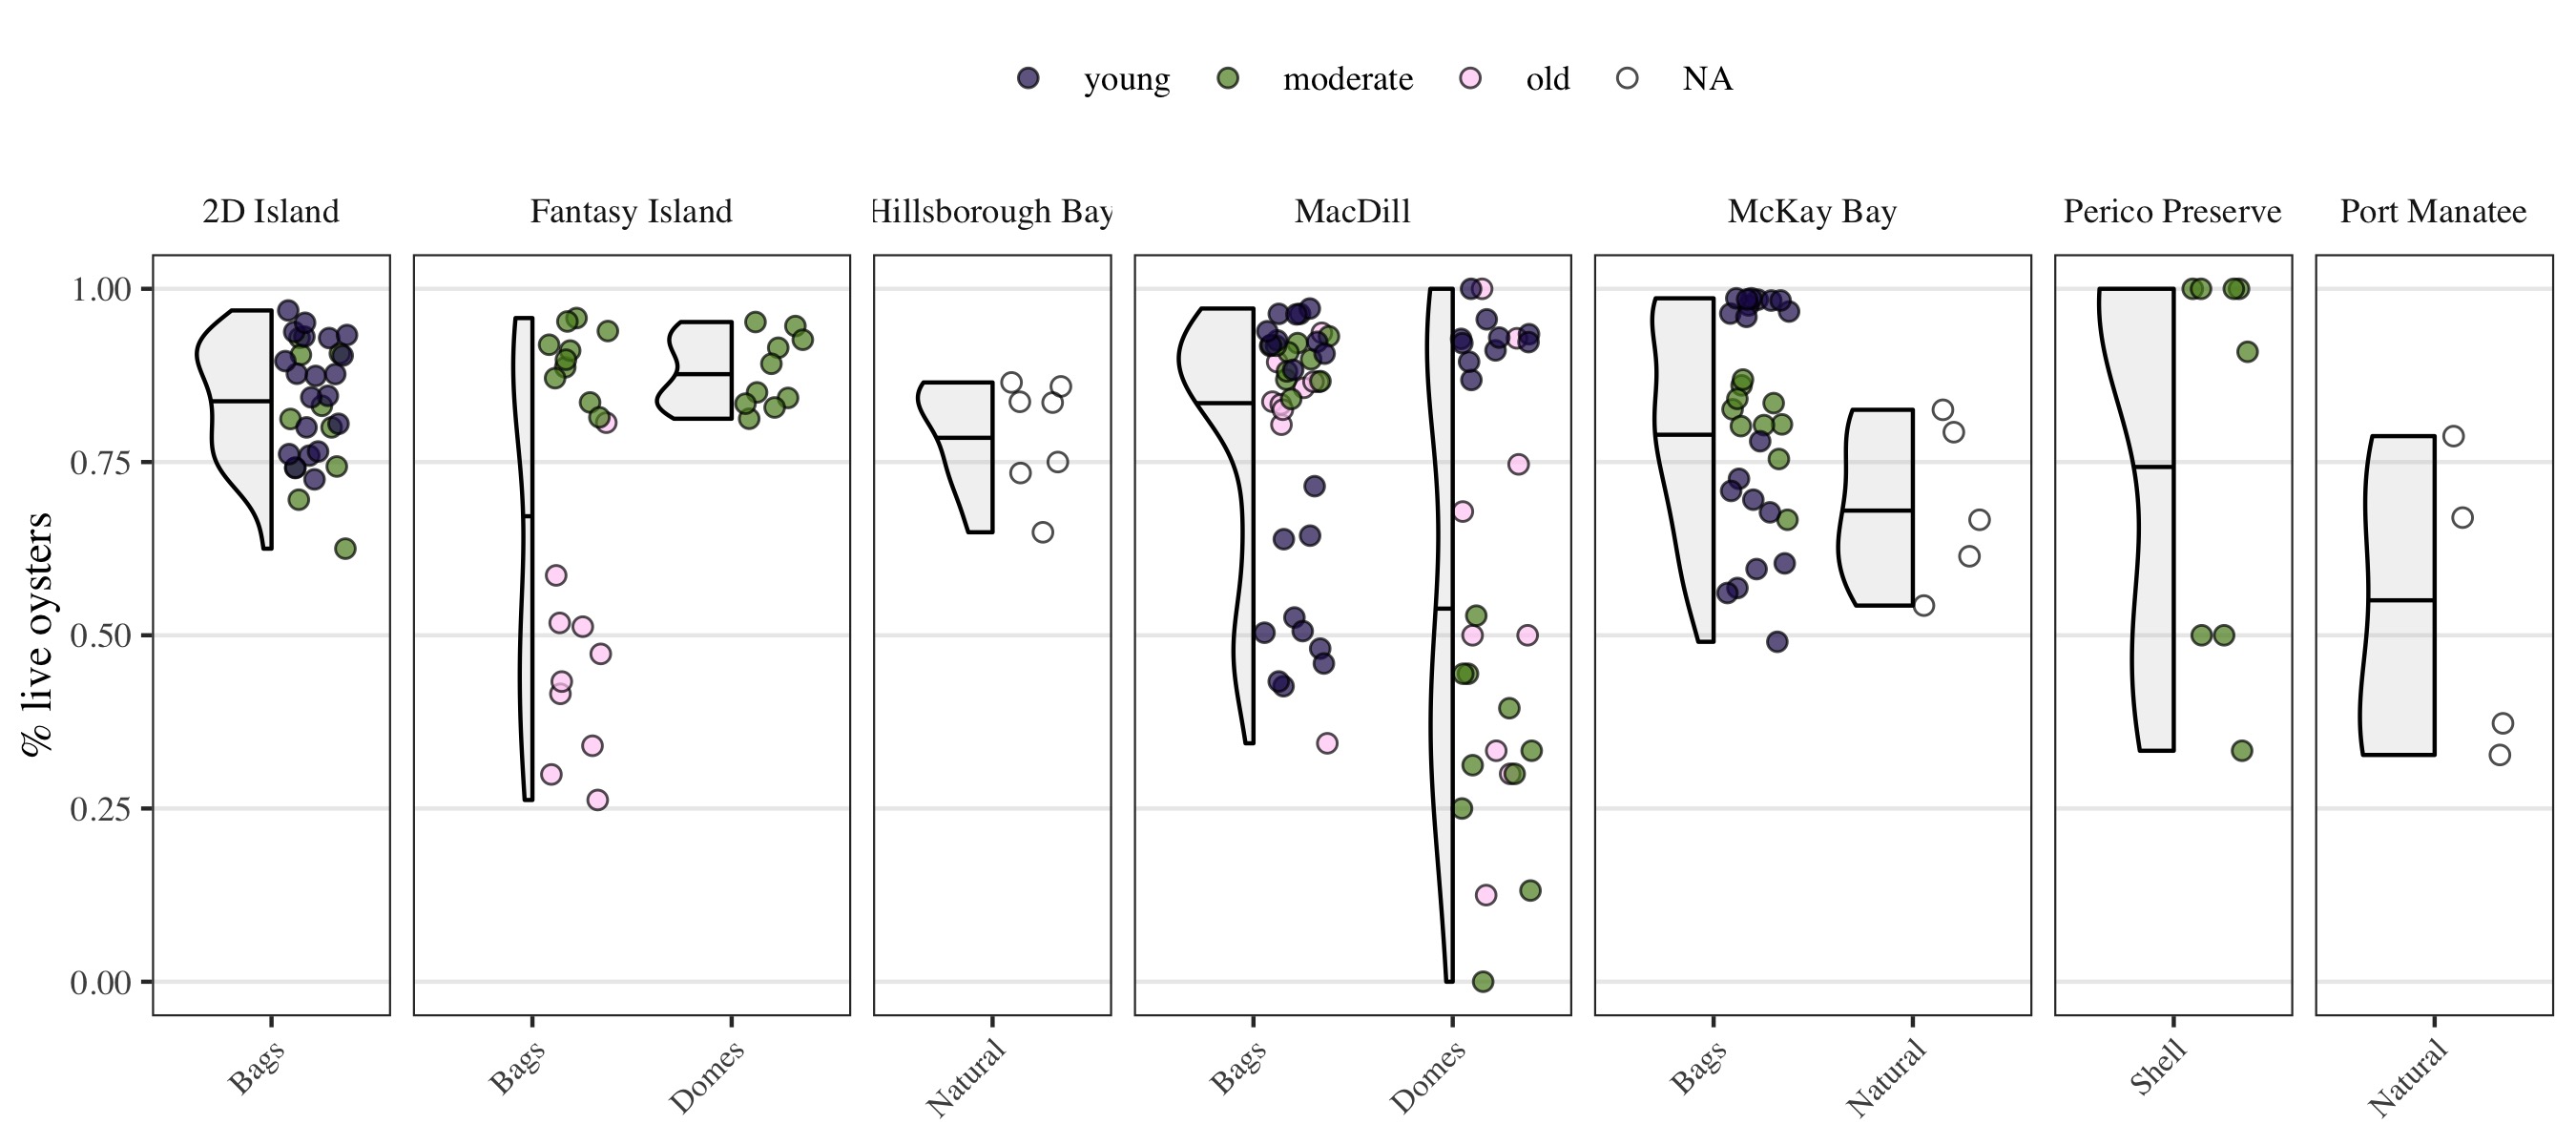 young moderate old NA
2D Island Fantasy Island Hillsborough Bay MacDill McKay Bay Perico Preserve Port Manatee
% live oysters
1.00
0.75
0.50
0.25
0.00
Bags Bags Domes Natural Bags Domes Bags Natural Shell Natural